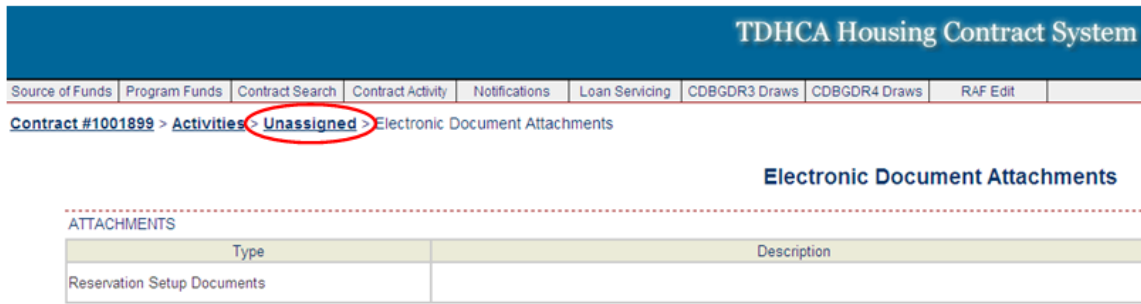 TDHCA Housing Contract System
Source of Funds Program Funds Contract Search Contract Activity Notifications Loan Servicing CDBGDR3 Draws CDBGDR4 Draws RAF Edit
Contract #1001899 > Activities > Unassigned > Electronic Document Attachments
Electronic Document Attachments
ATTACHMENTS
Type Description
Reservation Setup Documents